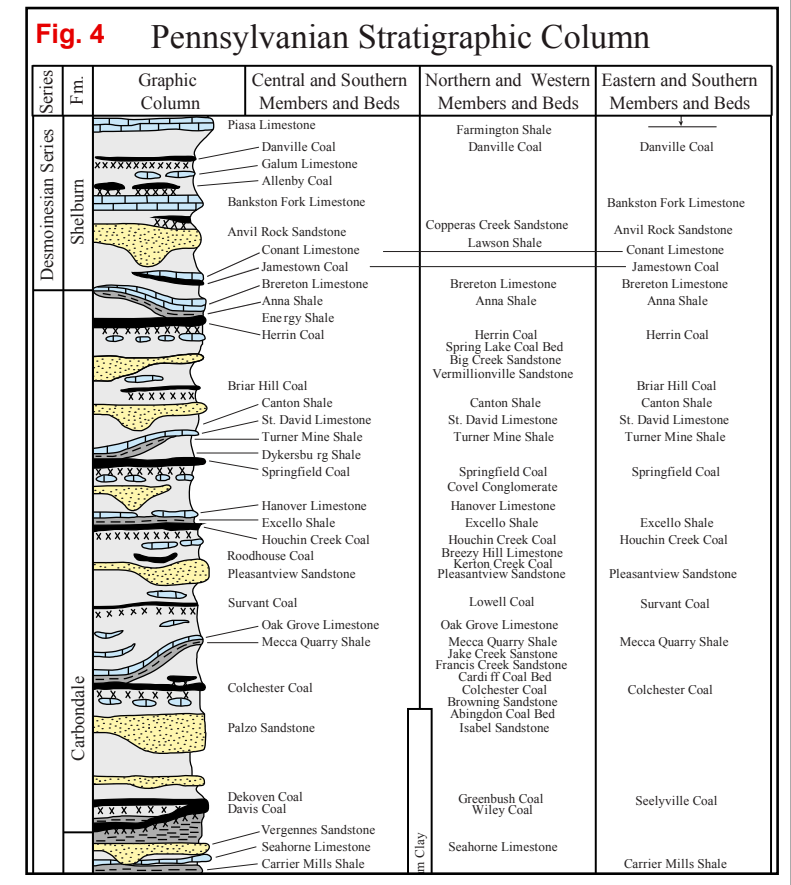 Fig. 4
Pennsylvanian Stratigraphic Column
Series
Fm.
Graphic
Column
Central and Southern
Members and Beds
Northern and Western
Members and Beds
Eastern and Southern
Members and Beds
Desmoinesian Series
Shelburn
Carbondale
Piasa Limestone
Danville Coal
Galum Limestone
Allenby Coal
Bankston Fork Limestone
Anvil Rock Sandstone
Conant Limestone
Jamestown Coal
Brereton Limestone
Anna Shale
Energy Shale
Herrin Coal
Briar Hill Coal
Canton Shale
St. David Limestone
Turner Mine Shale
Dykersbu rg Shale
Springfield Coal
Hanover Limestone
Excello Shale
Houchin Creek Coal
Roodhouse Coal
Pleasantview Sandstone
Survant Coal
Oak Grove Limestone
Mecca Quarry Shale
Colchester Coal
Palzo Sandstone
Dekoven Coal
Davis Coal
Vergennes Sandstone
Seahorne Limestone
Carrier Mills Shale
Farmington Shale
Danville Coal
Copperas Creek Sandstone
Lawson Shale
Brereton Limestone
Anna Shale
Herrin Coal
Spring Lake Coal Bed
Big Creek Sandstone
Vermillionville Sandstone
Canton Shale
St. David Limestone
Turner Mine Shale
Springfield Coal
Covel Conglomerate
Hanover Limestone
Excello Shale
Houchin Creek Coal
Breezy Hill Limestone
Kerton Creek Coal
Pleasantview Sandstone
Lowell Coal
Oak Grove Limestone
Mecca Quarry Shale
Jake Creek Sanstone
Francis Creek Sandstone
Cardi ff Coal Bed
Colchester Coal
Browning Sandstone
Abingdon Coal Bed
Isabel Sandstone
Greenbush Coal
Wiley Coal
Seahorne Limestone
m Clay
Danville Coal
Bankston Fork Limestone
Anvil Rock Sandstone
Conant Limestone
Jamestown Coal
Brereton Limestone
Anna Shale
Herrin Coal
Briar Hill Coal
Canton Shale
St. David Limestone
Turner Mine Shale
Springfield Coal
Excello Shale
Houchin Creek Coal
Pleasantview Sandstone
Survant Coal
Mecca Quarry Shale
Colchester Coal
Seelyville Coal
Carrier Mills Shale